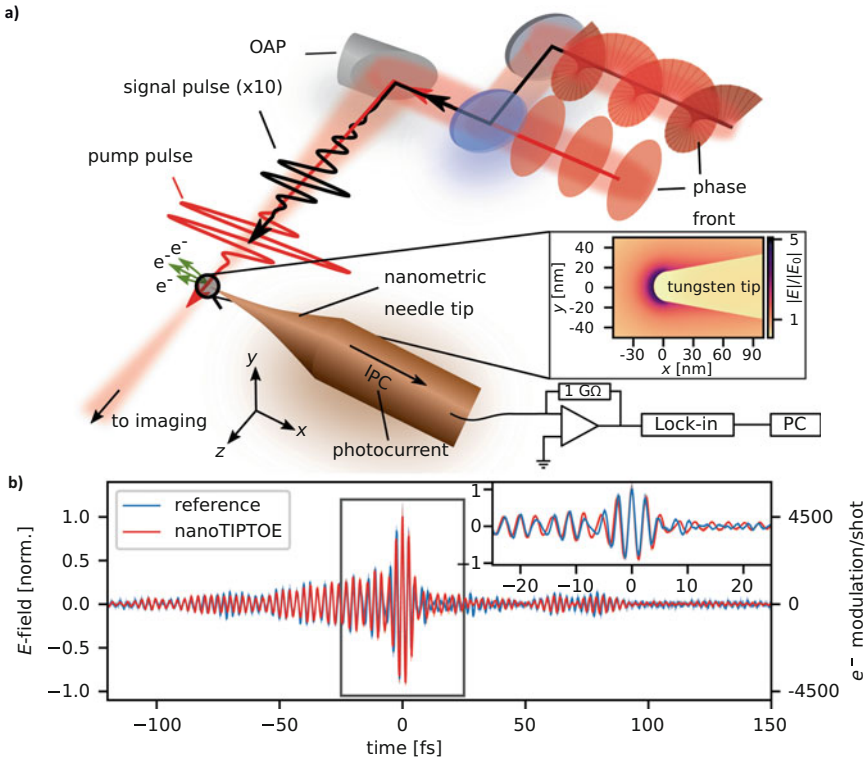 a)
OAP
signal pulse (x10)
pump pulse
phase
front
e⁻ e⁻
e⁻
nanometric
needle tip
I_PC
photocurrent
to imaging
y
x
z
40
20
0
-20
-40
y [nm]
-30 0 30 60 90
x [nm]
tungsten tip
5
1
|E|/|E₀|
1 GΩ
Lock-in
PC
b)
reference
nanoTIPTOE
E-field [norm.]
1.0
0.5
0.0
−0.5
−1.0
−100 −50 0 50 100 150
time [fs]
1
0
−1
−20 −10 0 10 20
4500
0
-4500
e⁻ modulation/shot